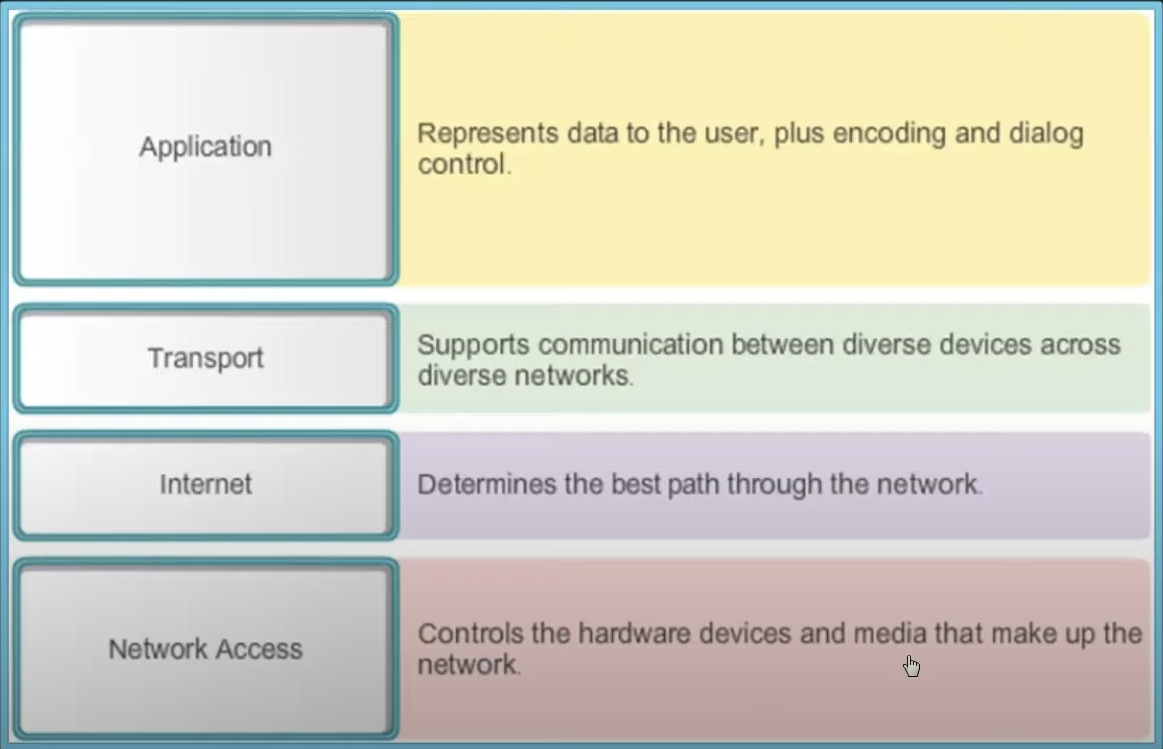 Application
Represents data to the user, plus encoding and dialog
control.
Transport
Supports communication between diverse devices across
diverse networks.
Internet
Determines the best path through the network.
Network Access
Controls the hardware devices and media that make up the
network.